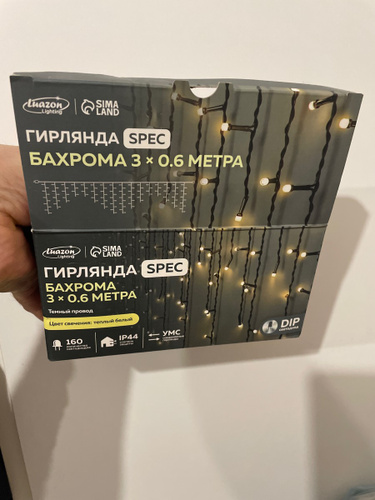 Luazon
Lighting
SIMA
LAND
ГИРЛЯНДА SPEC
БАХРОМА 3 × 0.6 МЕТРА
Luazon
Lighting
SIMA
LAND
ГИРЛЯНДА SPEC
БАХРОМА
3 × 0.6 МЕТРА
Темный провод
Цвет свечения: теплый белый
160
IP44
УМС
DIP